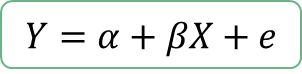 Y = α + βX + e